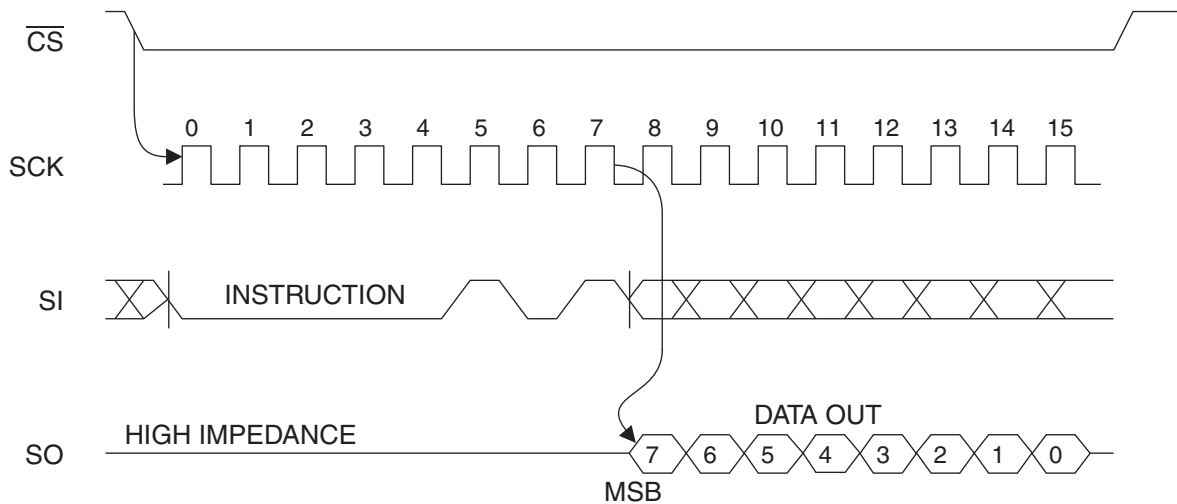 CS
0 1 2 3 4 5 6 7 8 9 10 11 12 13 14 15
SCK
SI
INSTRUCTION
DATA OUT
HIGH IMPEDANCE
SO
7 6 5 4 3 2 1 0
MSB